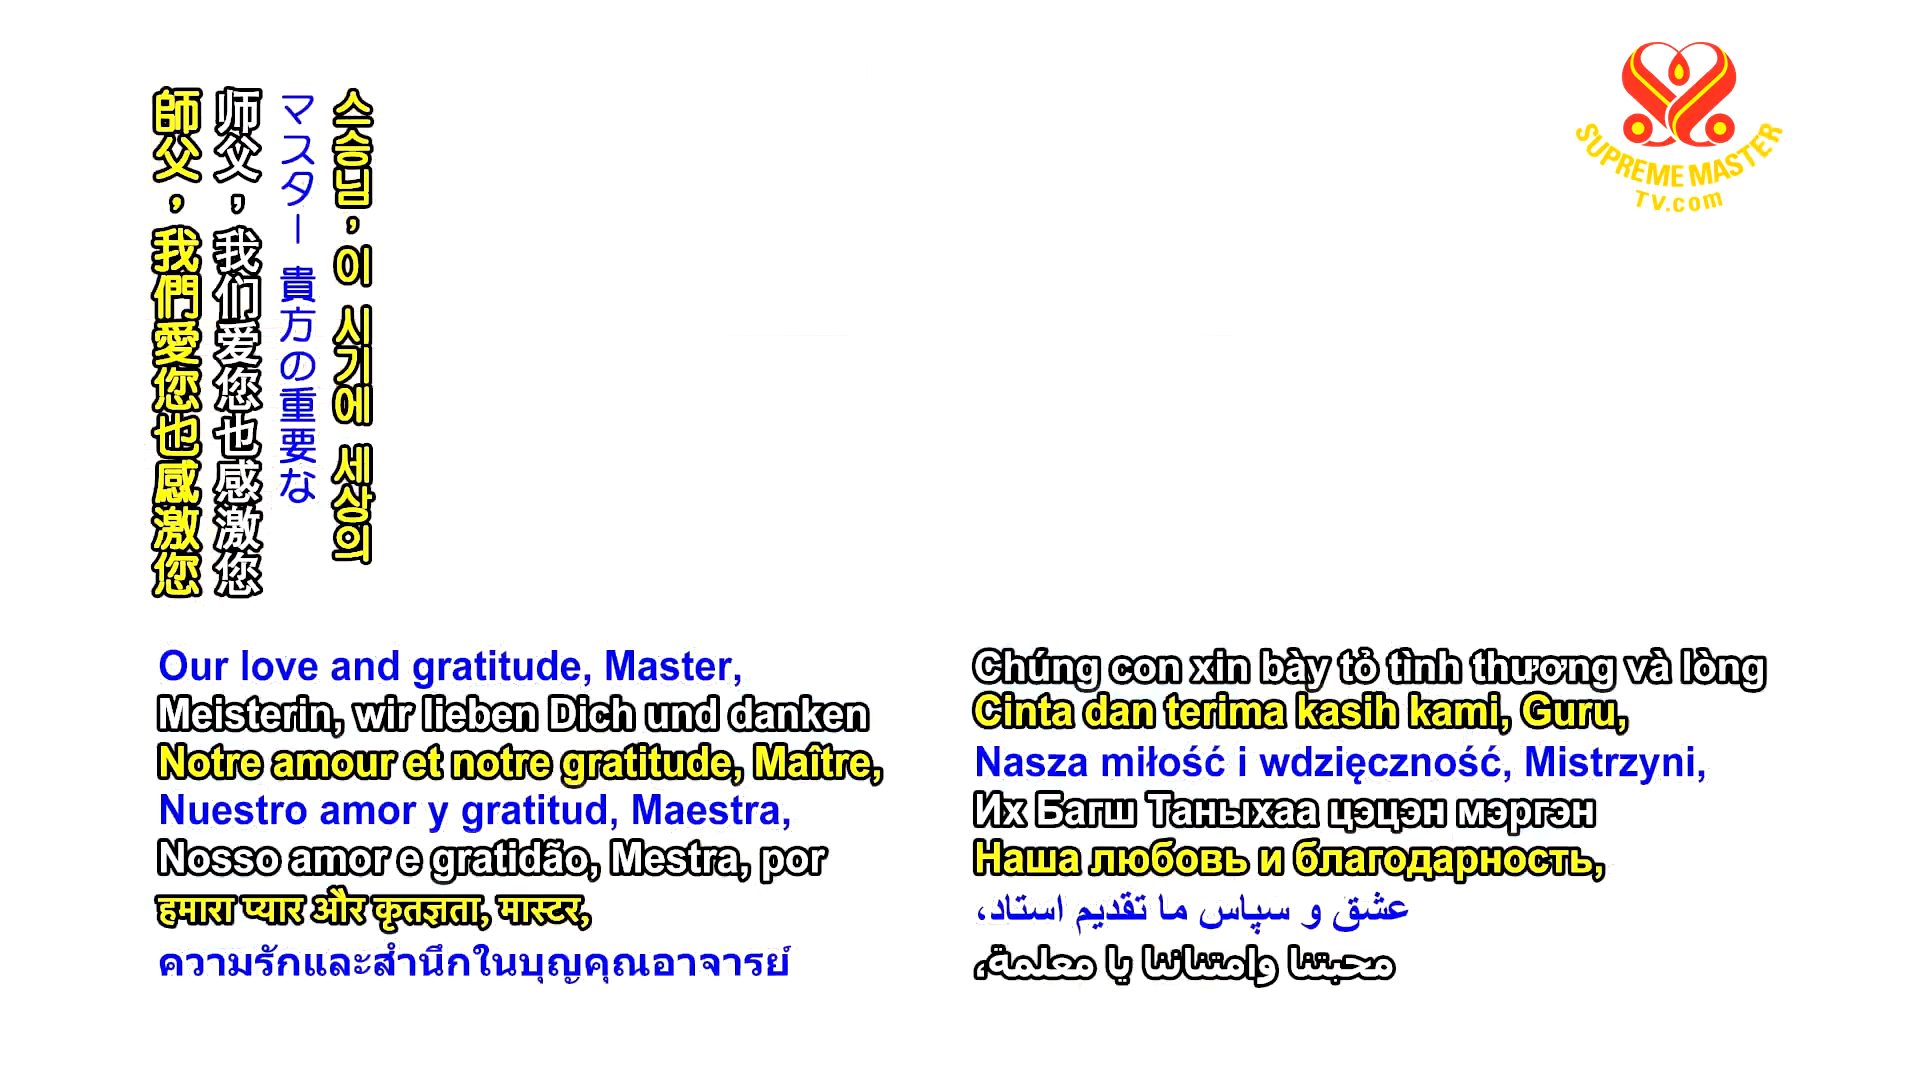 師父，我們愛您也感激您
师父，我们爱您也感激您
マスター 貴方の重要な
스승님, 이 시기에 세상의
SUPREME MASTER
TV.com
Our love and gratitude, Master,
Meisterin, wir lieben Dich und danken
Notre amour et notre gratitude, Maître,
Nuestro amor y gratitud, Maestra,
Nosso amor e gratidão, Mestra, por
हमारा प्यार और कृतज्ञता, मास्टर,
ความรักและสำนึกในบุญคุณอาจารย์
Chúng con xin bày tỏ tình thương và lòng
Cinta dan terima kasih kami, Guru,
Nasza miłość i wdzięczność, Mistrzyni,
Их Багш Таныхаа цэцэн мэргэн
Наша любовь и благодарность,
عشق و سپاس ما تقدیم استاد،
محبتنا وامتناننا يا معلمة،